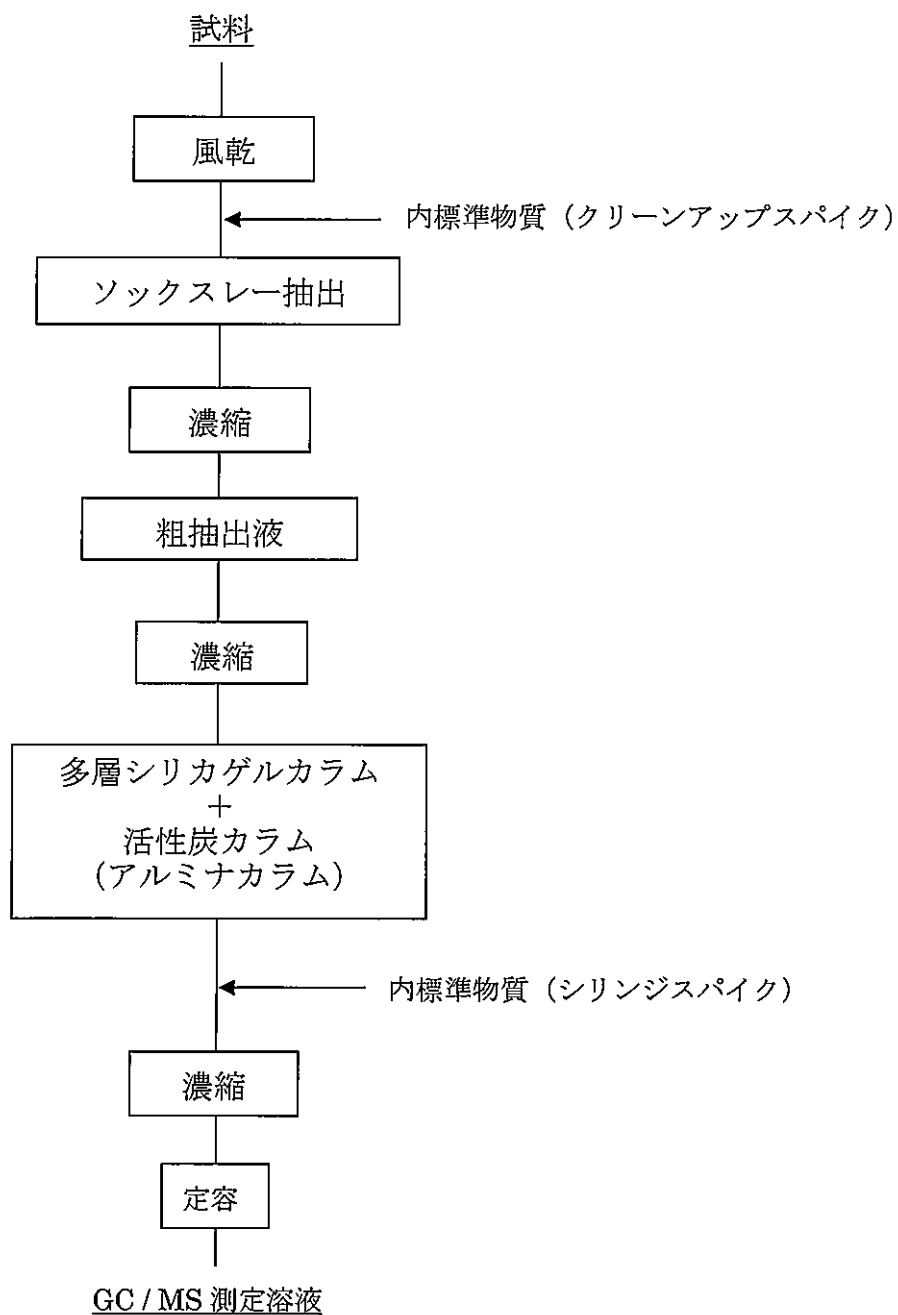 試料
風乾
内標準物質（クリーンアップスパイク）
ソックスレー抽出
濃縮
粗抽出液
濃縮
多層シリカゲルカラム
＋
活性炭カラム
（アルミナカラム）
内標準物質（シリンジスパイク）
濃縮
定容
GC / MS 測定溶液